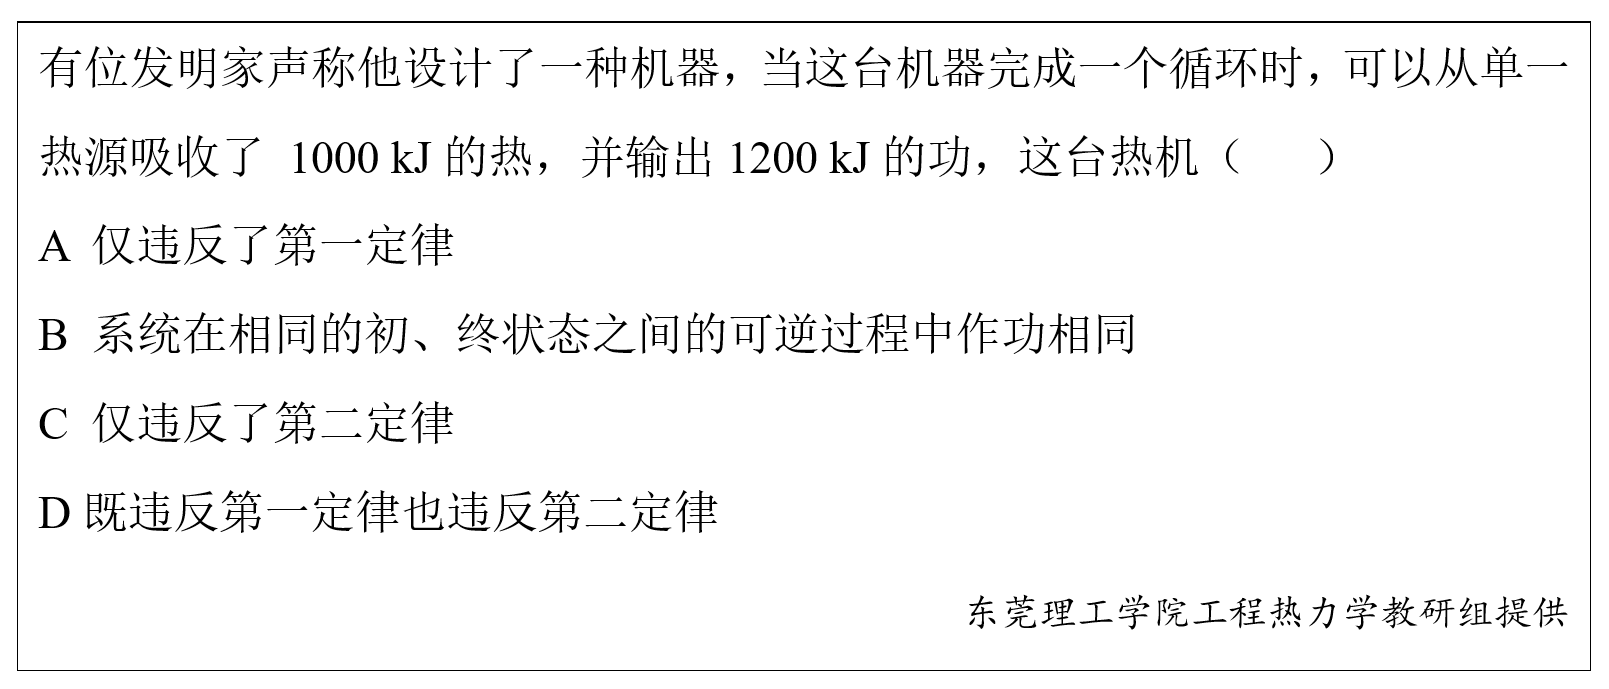 有位发明家声称他设计了一种机器，当这台机器完成一个循环时，可以从单一
热源吸收了 1000 kJ 的热，并输出 1200 kJ 的功，这台热机（　　）
A 仅违反了第一定律
B 系统在相同的初、终状态之间的可逆过程中作功相同
C 仅违反了第二定律
D 既违反第一定律也违反第二定律
东莞理工学院工程热力学教研组提供